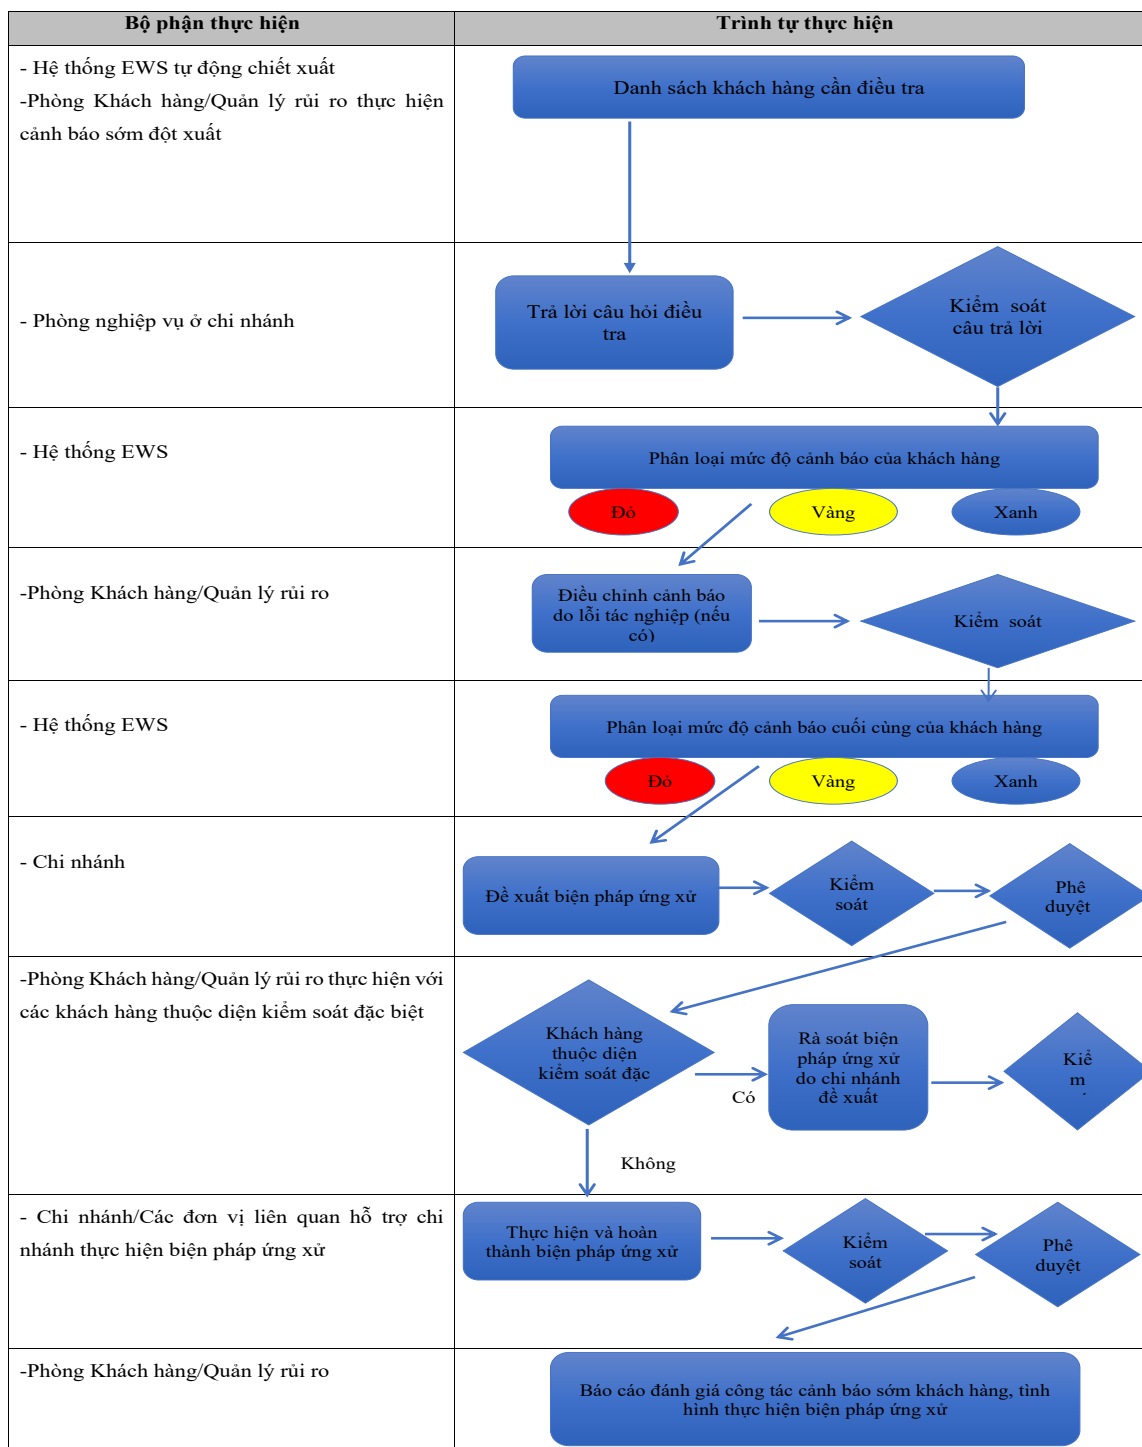 Bộ phận thực hiện
Trình tự thực hiện
- Hệ thống EWS tự động chiết xuất
-Phòng Khách hàng/Quản lý rủi ro thực hiện
cảnh báo sớm đột xuất
Danh sách khách hàng cần điều tra
- Phòng nghiệp vụ ở chi nhánh
Trả lời câu hỏi điều
tra
Kiểm soát
câu trả lời
- Hệ thống EWS
Phân loại mức độ cảnh báo của khách hàng
Đỏ
Vàng
Xanh
-Phòng Khách hàng/Quản lý rủi ro
Điều chỉnh cảnh báo
do lỗi tác nghiệp (nếu
có)
Kiểm soát
- Hệ thống EWS
Phân loại mức độ cảnh báo cuối cùng của khách hàng
Đỏ
Vàng
Xanh
- Chi nhánh
Đề xuất biện pháp ứng xử
Kiểm
soát
Phê
duyệt
-Phòng Khách hàng/Quản lý rủi ro thực hiện với
các khách hàng thuộc diện kiểm soát đặc biệt
Khách hàng
thuộc diện
kiểm soát đặc
Có
Rà soát biện
pháp ứng xử
do chi nhánh
đề xuất
Kiể
m
Không
- Chi nhánh/Các đơn vị liên quan hỗ trợ chi
nhánh thực hiện biện pháp ứng xử
Thực hiện và hoàn
thành biện pháp ứng xử
Kiểm
soát
Phê
duyệt
-Phòng Khách hàng/Quản lý rủi ro
Báo cáo đánh giá công tác cảnh báo sớm khách hàng, tình
hình thực hiện biện pháp ứng xử